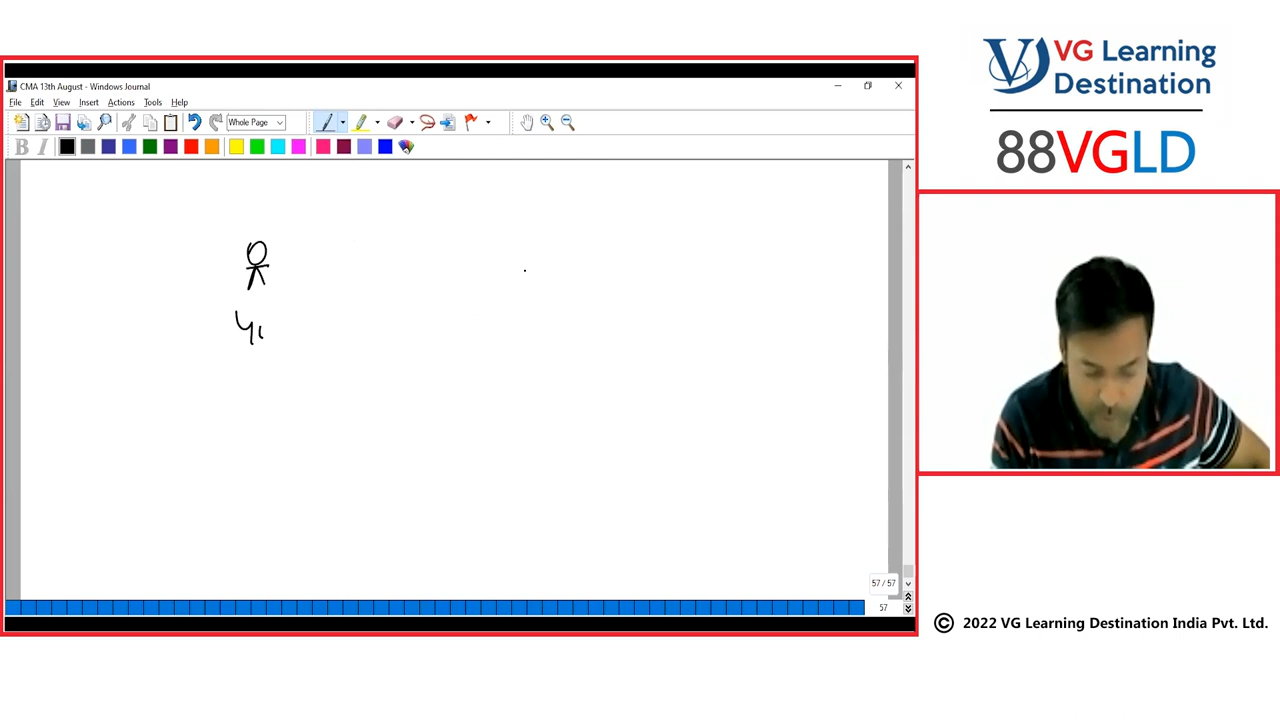 CMA 13th August - Windows Journal
File Edit View Insert Actions Tools Help
Whole Page
B I
57 / 57
57
VG Learning
Destination
88VGLD
© 2022 VG Learning Destination India Pvt. Ltd.